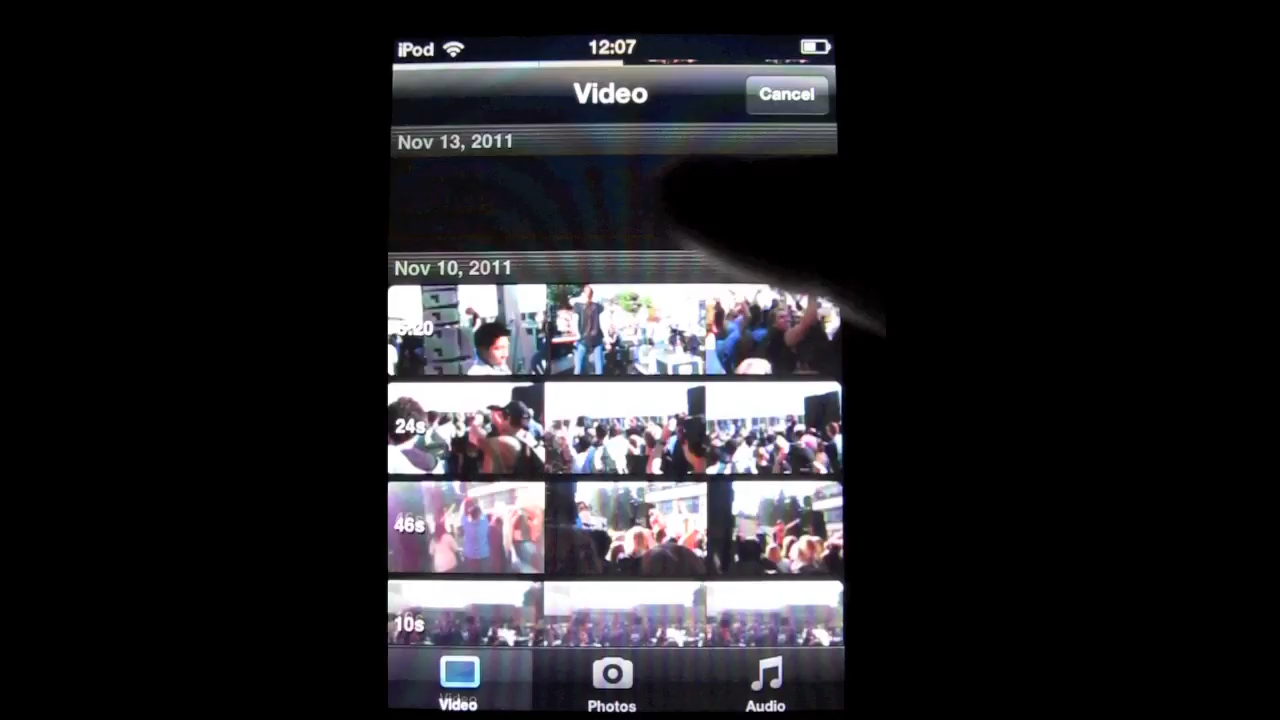 iPod 12:07
Video Cancel
Nov 13, 2011
Nov 10, 2011
24s
46s
10s
Video Photos Audio